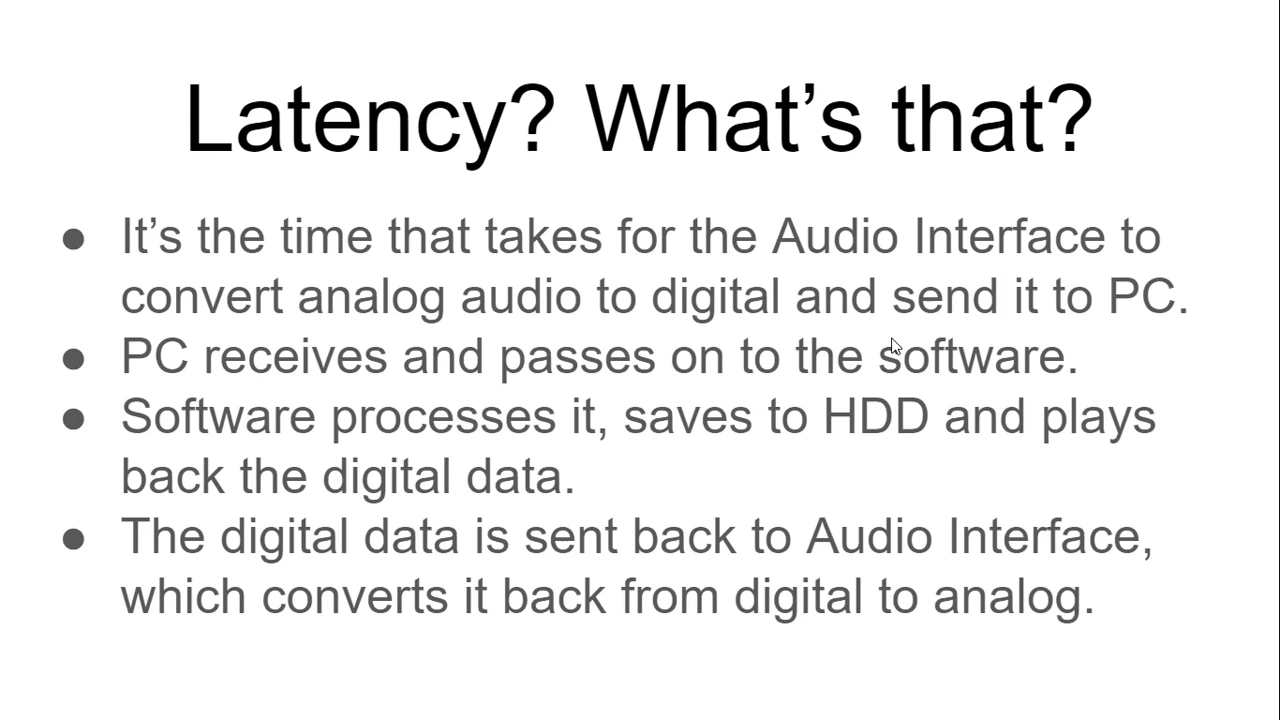 Latency? What’s that?
● It’s the time that takes for the Audio Interface to
convert analog audio to digital and send it to PC.
● PC receives and passes on to the software.
● Software processes it, saves to HDD and plays
back the digital data.
● The digital data is sent back to Audio Interface,
which converts it back from digital to analog.